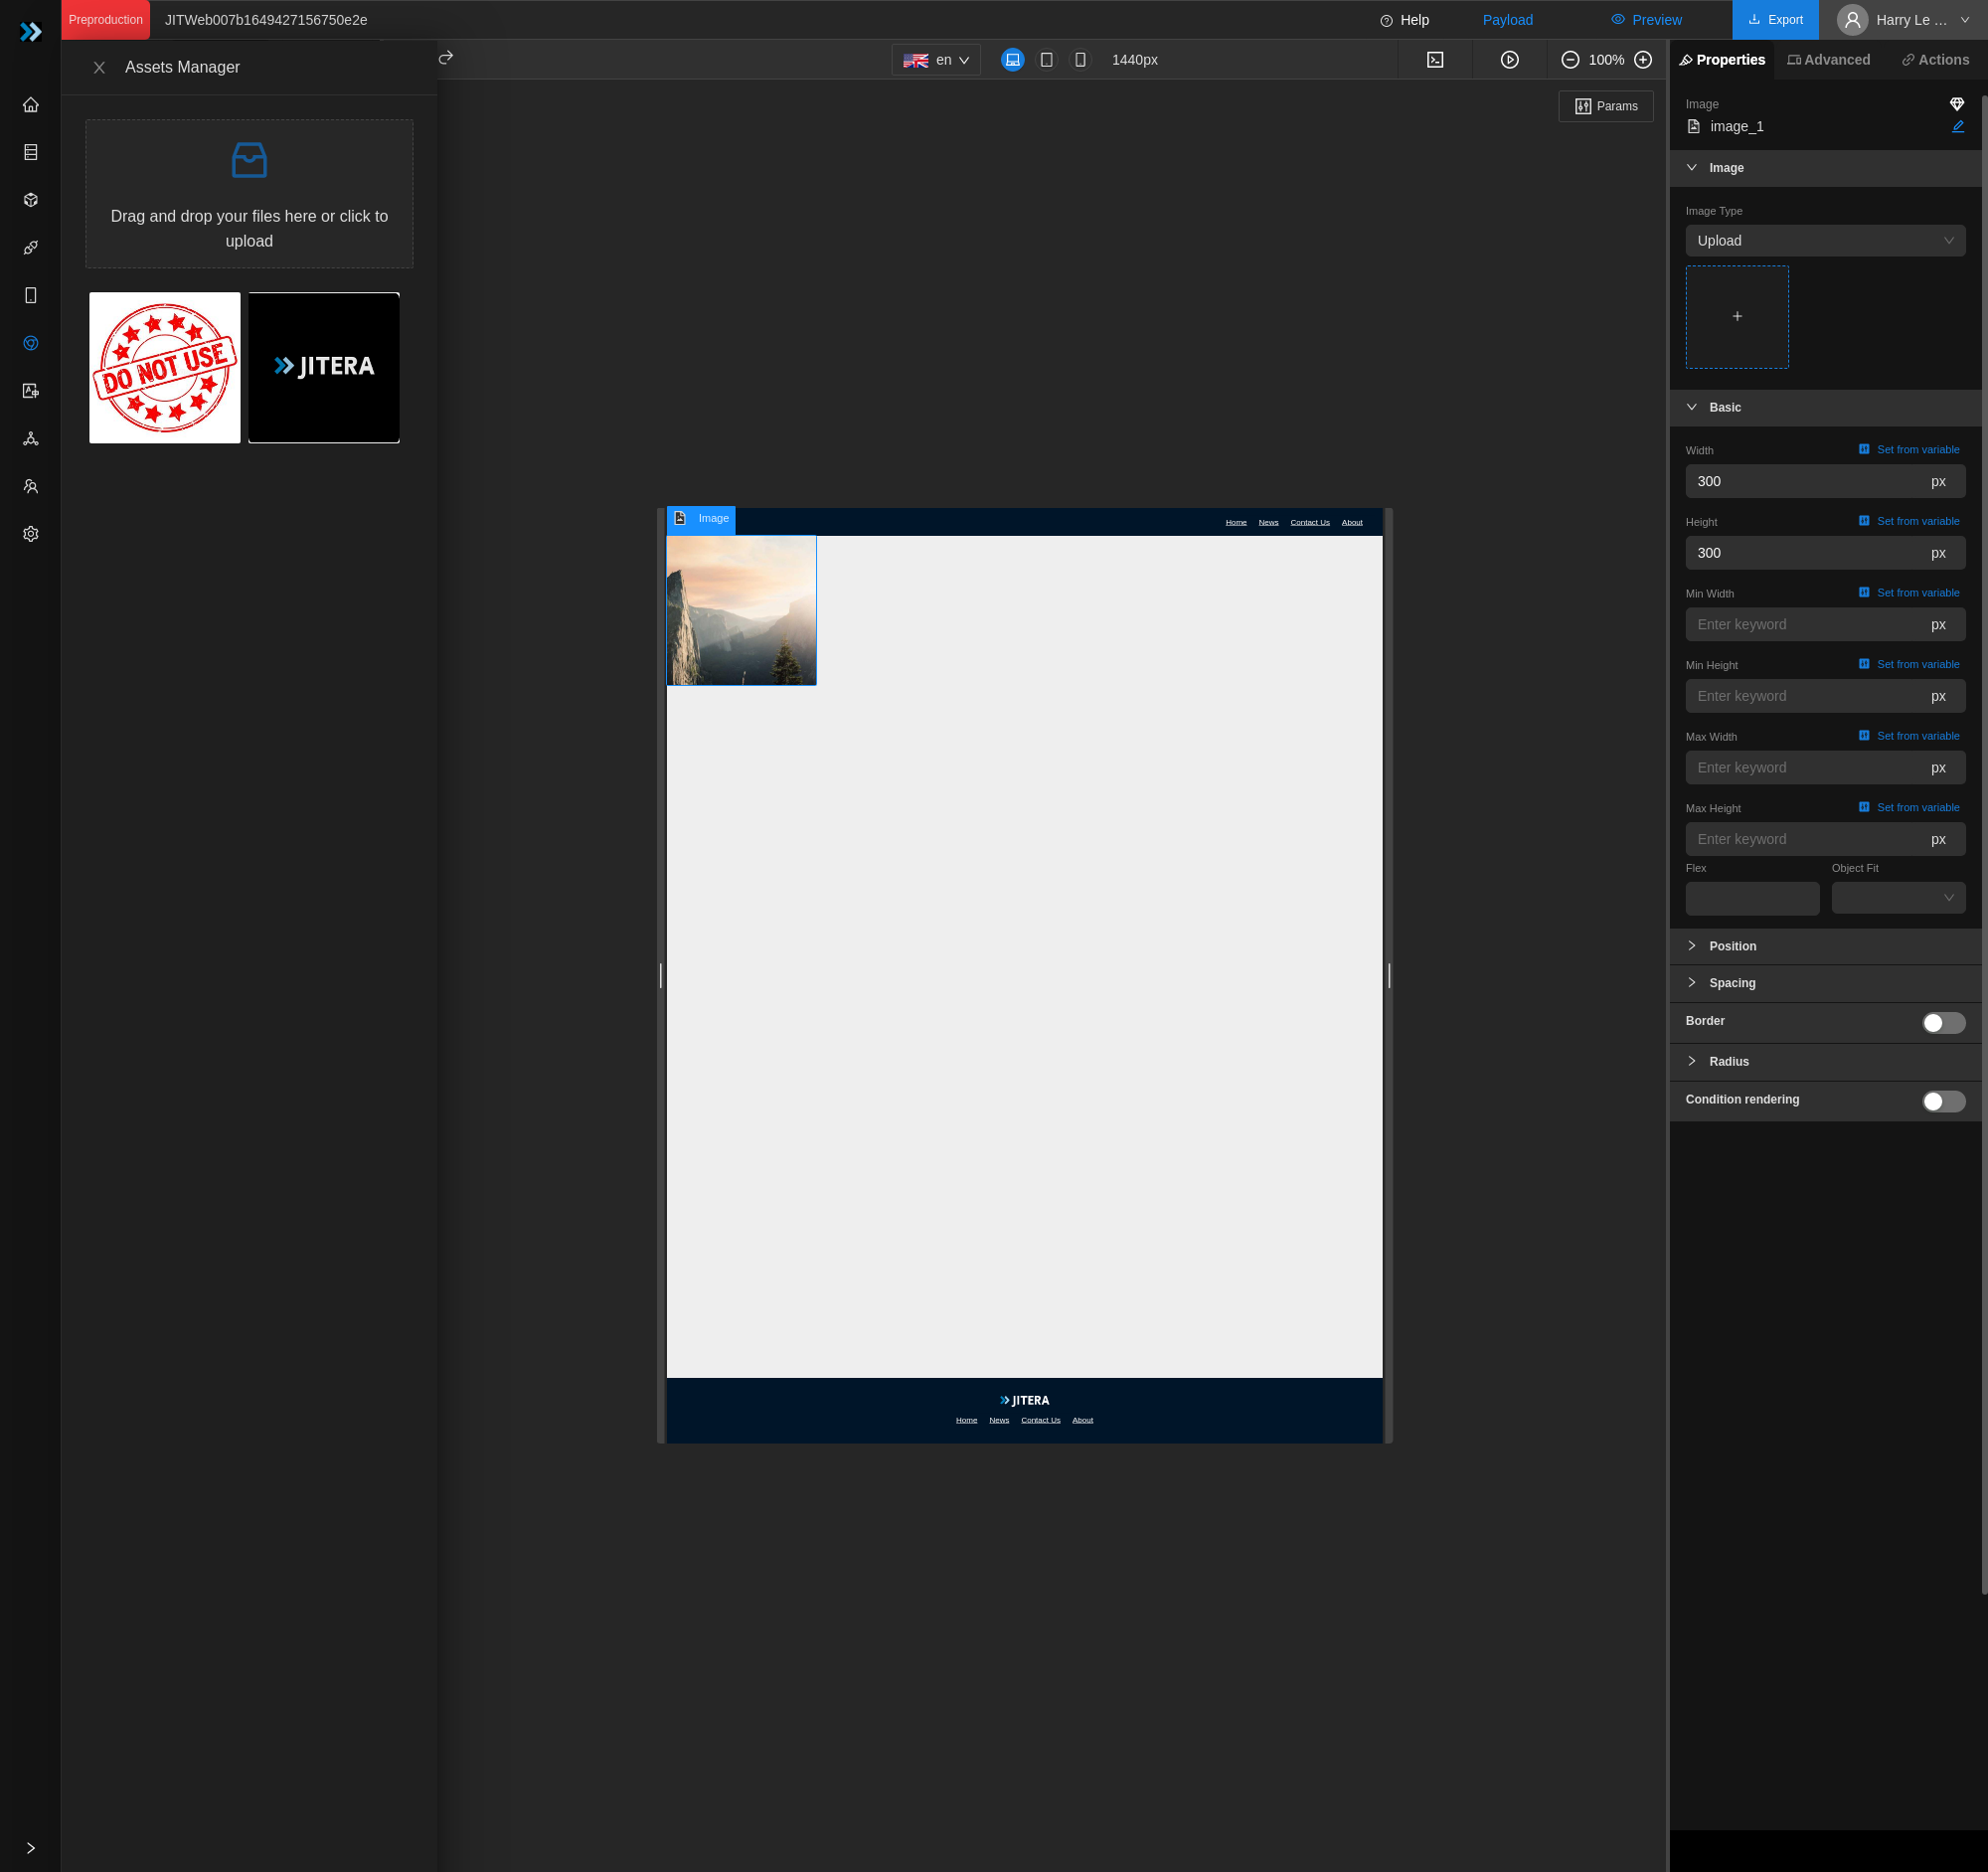 Preproduction
JITWeb007b1649427156750e2e
Help
Payload
Preview
Export
Harry Le ...
Assets Manager
en
1440px
100%
Properties
Advanced
Actions
Params
Drag and drop your files here or click to
upload
DO NOT USE
JITERA
Image
Home
News
Contact Us
About
JITERA
Home
News
Contact Us
About
Image
image_1
Image
Image Type
Upload
Basic
Width
Set from variable
300
px
Height
Set from variable
300
px
Min Width
Set from variable
Enter keyword
px
Min Height
Set from variable
Enter keyword
px
Max Width
Set from variable
Enter keyword
px
Max Height
Set from variable
Enter keyword
px
Flex
Object Fit
Position
Spacing
Border
Radius
Condition rendering